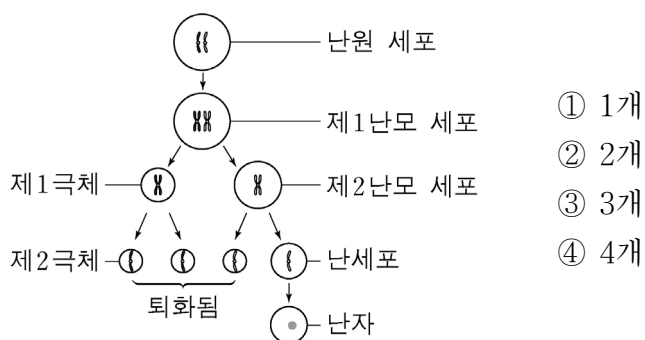 난원 세포
제1난모 세포
제1극체
제2난모 세포
제2극체
난세포
퇴화됨
난자
① 1개
② 2개
③ 3개
④ 4개